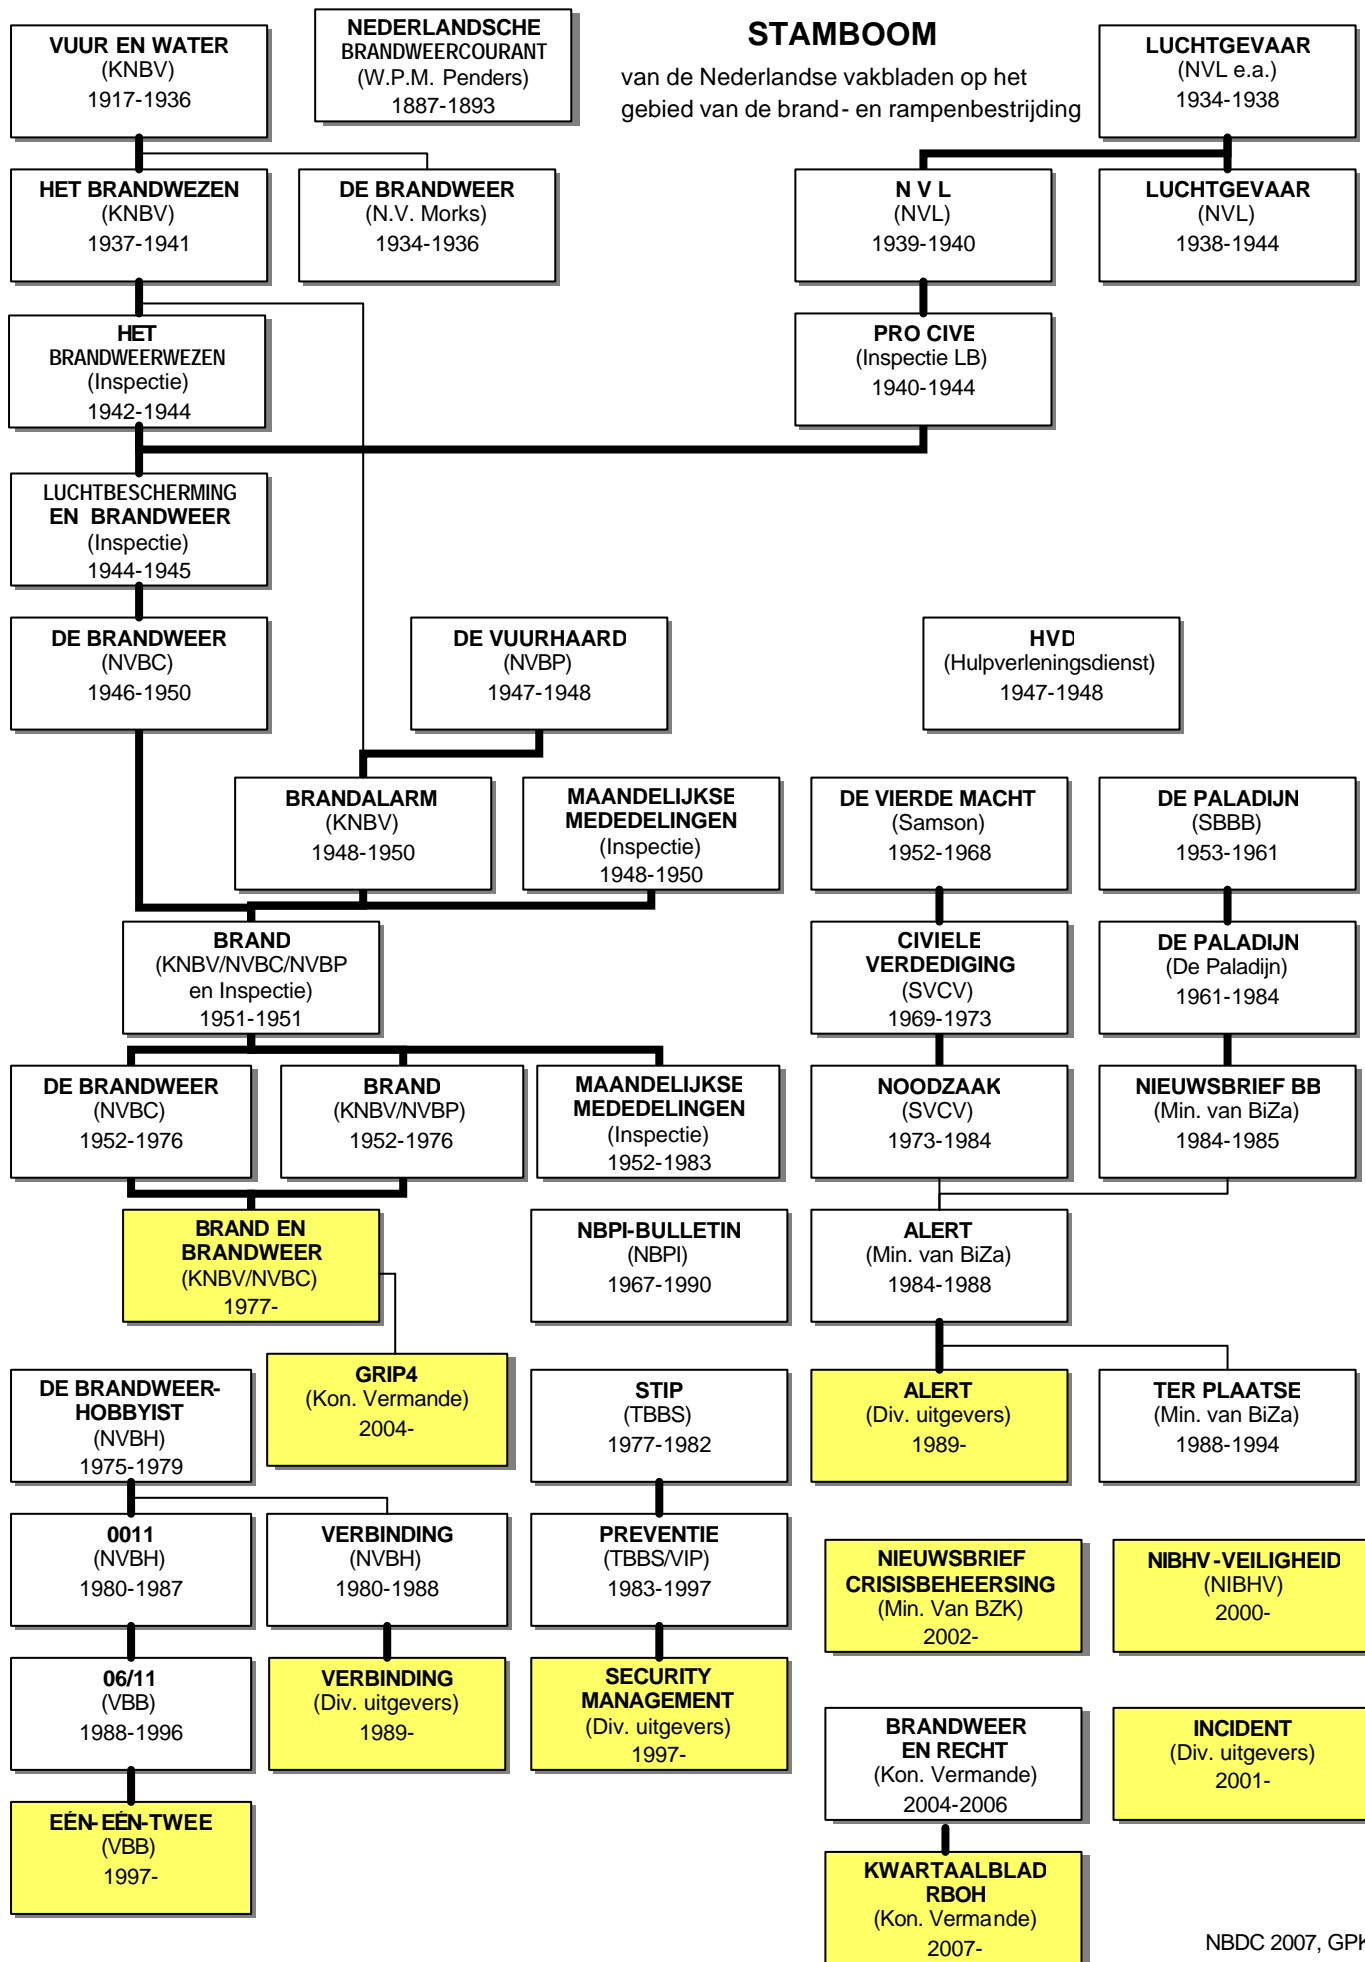 STAMBOOM
van de Nederlandse vakbladen op het
gebied van de brand- en rampenbestrijding
VUUR EN WATER
(KNBV)
1917-1936
NEDERLANDSCHE
BRANDWEERCOURANT
(W.P.M. Penders)
1887-1893
LUCHTGEVAAR
(NVL e.a.)
1934-1938
HET BRANDWEZEN
(KNBV)
1937-1941
DE BRANDWEER
(N.V. Morks)
1934-1936
N V L
(NVL)
1939-1940
LUCHTGEVAAR
(NVL)
1938-1944
HET
BRANDWEERWEZEN
(Inspectie)
1942-1944
PRO CIVE
(Inspectie LB)
1940-1944
LUCHTBESCHERMING
EN BRANDWEER
(Inspectie)
1944-1945
DE BRANDWEER
(NVBC)
1946-1950
DE VUURHAARD
(NVBP)
1947-1948
HVD
(Hulpverleningsdienst)
1947-1948
BRANDALARM
(KNBV)
1948-1950
MAANDELIJKSE
MEDEDELINGEN
(Inspectie)
1948-1950
DE VIERDE MACHT
(Samson)
1952-1968
DE PALADIJN
(SBBB)
1953-1961
BRAND
(KNBV/NVBC/NVBP
en Inspectie)
1951-1951
CIVIELE
VERDEDIGING
(SVCV)
1969-1973
DE PALADIJN
(De Paladijn)
1961-1984
DE BRANDWEER
(NVBC)
1952-1976
BRAND
(KNBV/NVBP)
1952-1976
MAANDELIJKSE
MEDEDELINGEN
(Inspectie)
1952-1983
NOODZAAK
(SVCV)
1973-1984
NIEUWSBRIEF BB
(Min. van BiZa)
1984-1985
BRAND EN
BRANDWEER
(KNBV/NVBC)
1977-
NBPI-BULLETIN
(NBPI)
1967-1990
ALERT
(Min. van BiZa)
1984-1988
DE BRANDWEER-
HOBBYIST
(NVBH)
1975-1979
GRIP4
(Kon. Vermande)
2004-
STIP
(TBBS)
1977-1982
ALERT
(Div. uitgevers)
1989-
TER PLAATSE
(Min. van BiZa)
1988-1994
0011
(NVBH)
1980-1987
VERBINDING
(NVBH)
1980-1988
PREVENTIE
(TBBS/VIP)
1983-1997
NIEUWSBRIEF
CRISISBEHEERSING
(Min. Van BZK)
2002-
NIBHV-VEILIGHEID
(NIBHV)
2000-
06/11
(VBB)
1988-1996
VERBINDING
(Div. uitgevers)
1989-
SECURITY
MANAGEMENT
(Div. uitgevers)
1997-
BRANDWEER
EN RECHT
(Kon. Vermande)
2004-2006
INCIDENT
(Div. uitgevers)
2001-
EÉN-EÉN-TWEE
(VBB)
1997-
KWARTAALBLAD
RBOH
(Kon. Vermande)
2007-
NBDC 2007, GPK